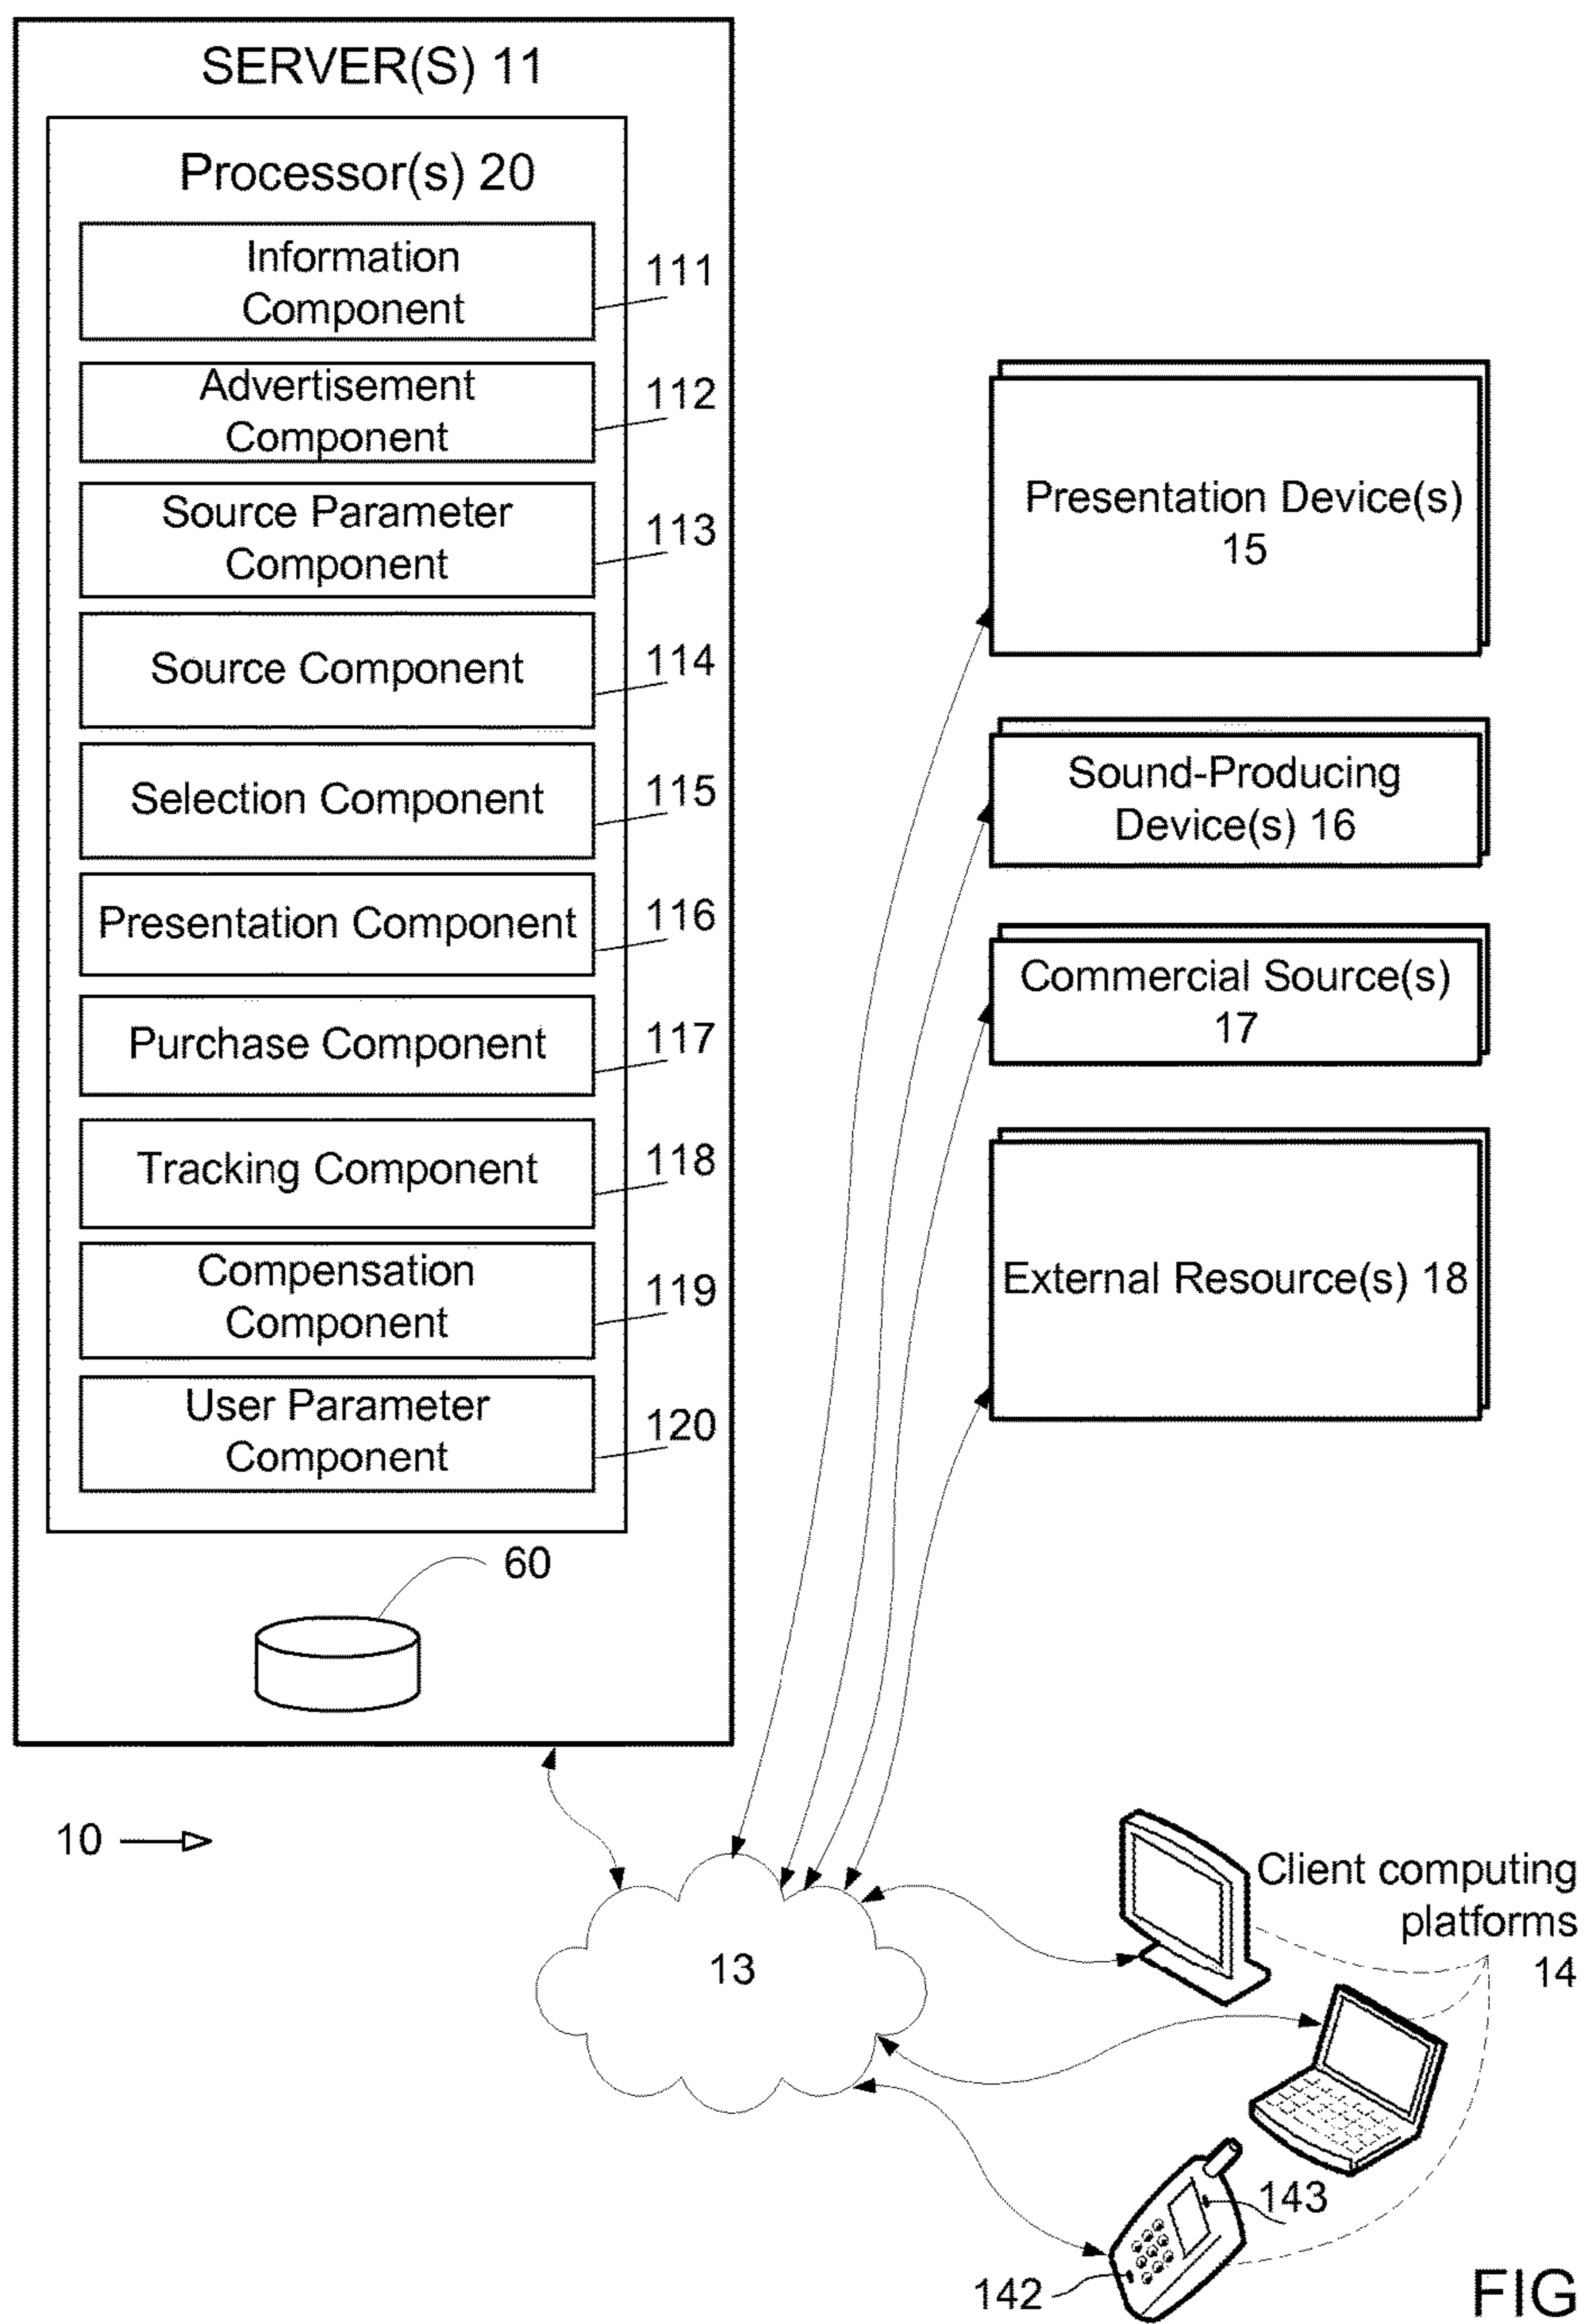 SERVER(S) 11
Processor(s) 20
Information
Component
111
Advertisement
Component
112
Source Parameter
Component
113
Source Component
114
Selection Component
115
Presentation Component
116
Purchase Component
117
Tracking Component
118
Compensation
Component
119
User Parameter
Component
120
60
Presentation Device(s)
15
Sound-Producing
Device(s) 16
Commercial Source(s)
17
External Resource(s) 18
10
13
Client computing
platforms
14
143
142
FIG